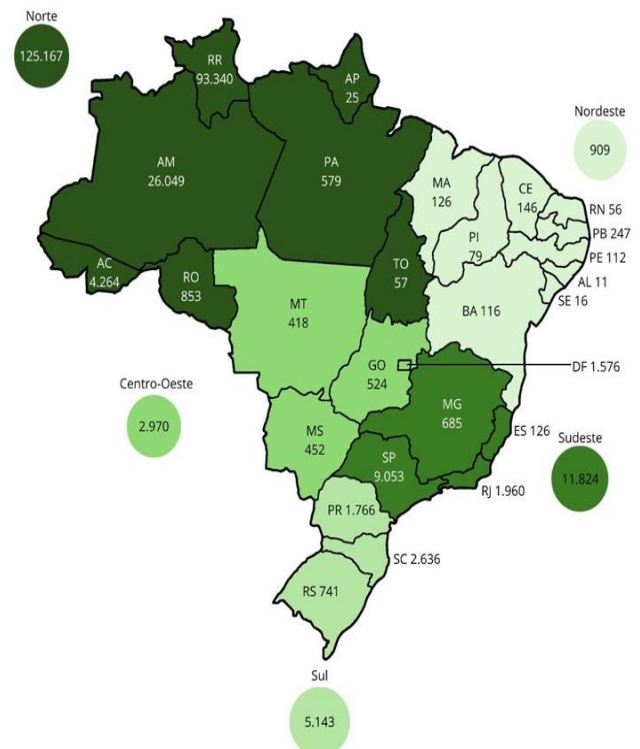 Norte
125.167
RR
93.340
AP
25
AM
26.049
PA
579
AC
4.264
RO
853
TO
57
Nordeste
909
MA
126
PI
79
CE
146
RN 56
PB 247
PE 112
AL 11
SE 16
BA 116
MT
418
GO
524
DF 1.576
Centro-Oeste
2.970
MS
452
MG
685
ES 126
Sudeste
11.824
SP
9.053
RJ 1.960
PR 1.766
SC 2.636
RS 741
Sul
5.143